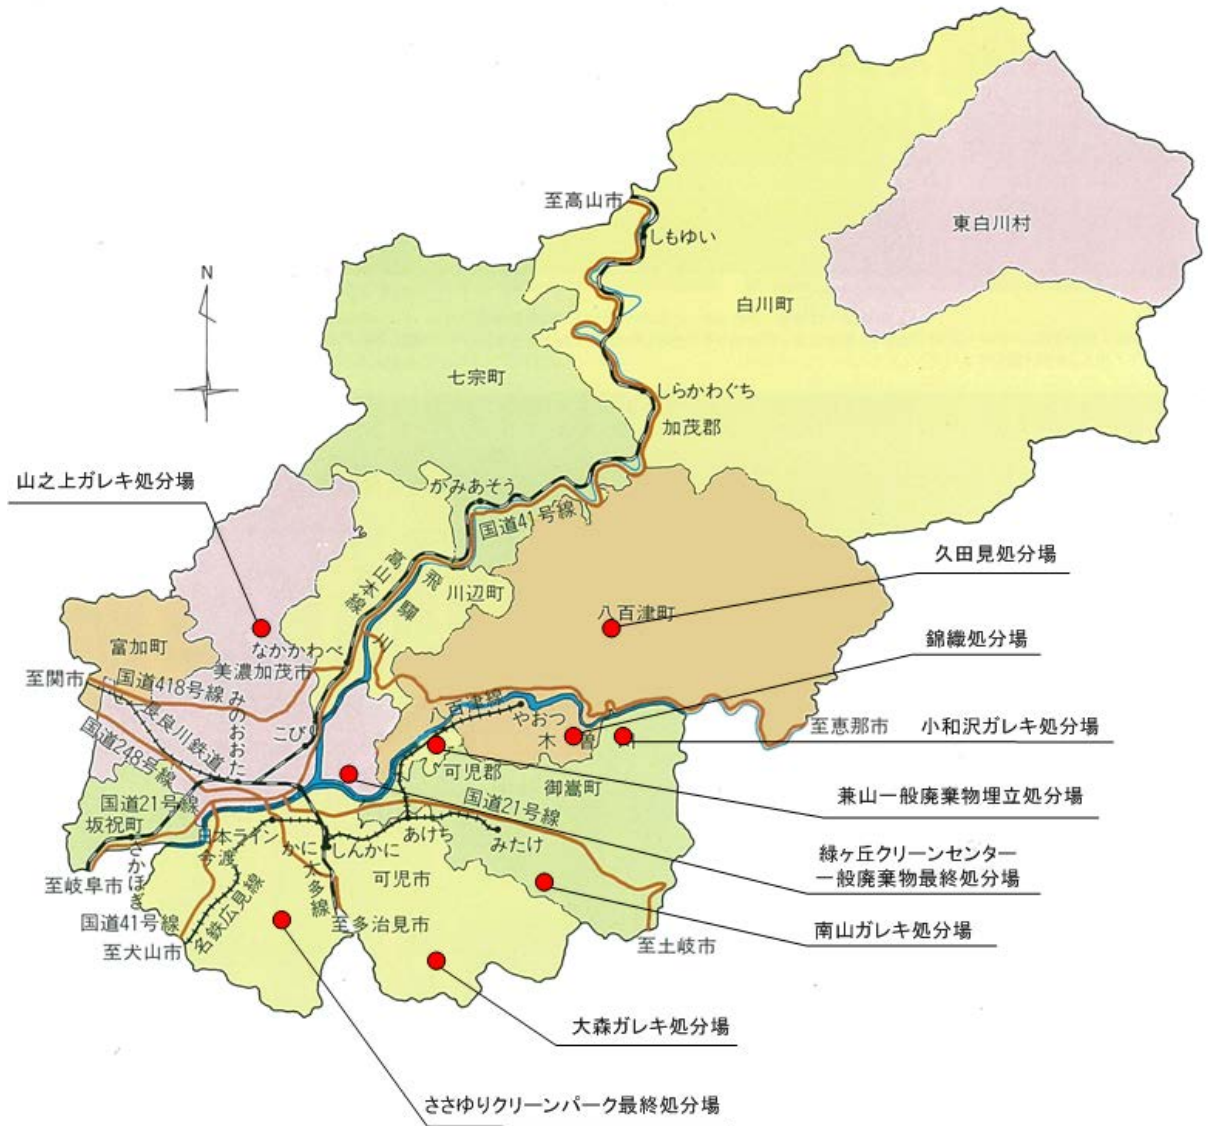 至高山市
しもゆい
東白川村
N
白川町
七宗町
しらかわぐち
加茂郡
山之上ガレキ処分場
かみあそう
国道41号線
高山本線
飛騨川
川辺町
久田見処分場
八百津町
富加町
なかかわべ
美濃加茂市
錦織処分場
至関市
国道418号線
みのおおた
八百津線
やおつ
至恵那市
小和沢ガレキ処分場
長良川鉄道
こび
木曽川
国道248号線
可児郡
御嵩町
兼山一般廃棄物埋立処分場
国道21号線
国道21号線
坂祝町
日本ライン
今渡
あけち
みたけ
かに
しんかに
緑ヶ丘クリーンセンター
一般廃棄物最終処分場
さかほぎ
太多線
可児市
至岐阜市
国道41号線
名鉄広見線
至多治見市
南山ガレキ処分場
至犬山市
至土岐市
大森ガレキ処分場
ささゆりクリーンパーク最終処分場